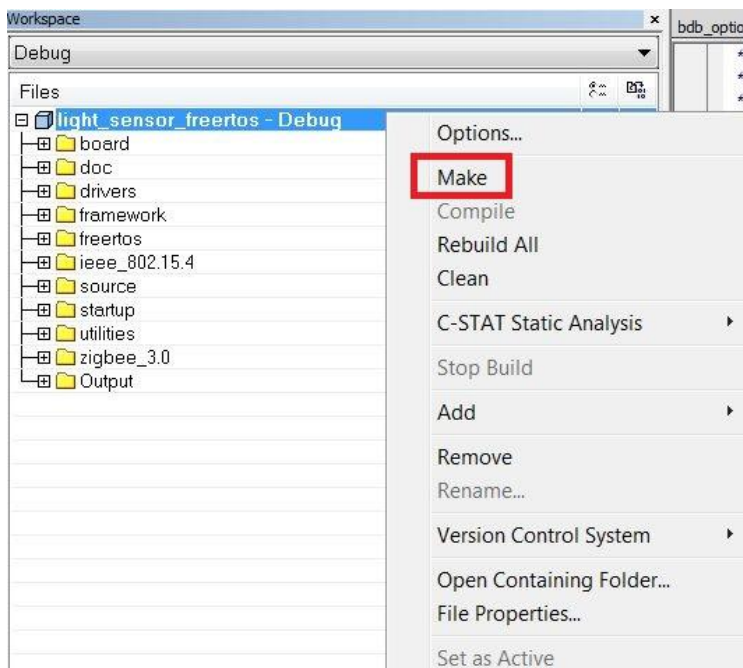 Workspace
bdb_optio
Debug
Files
light_sensor_freertos - Debug
board
doc
drivers
framework
freertos
ieee_802.15.4
source
startup
utilities
zigbee_3.0
Output
Options...
Make
Compile
Rebuild All
Clean
C-STAT Static Analysis
Stop Build
Add
Remove
Rename...
Version Control System
Open Containing Folder...
File Properties...
Set as Active